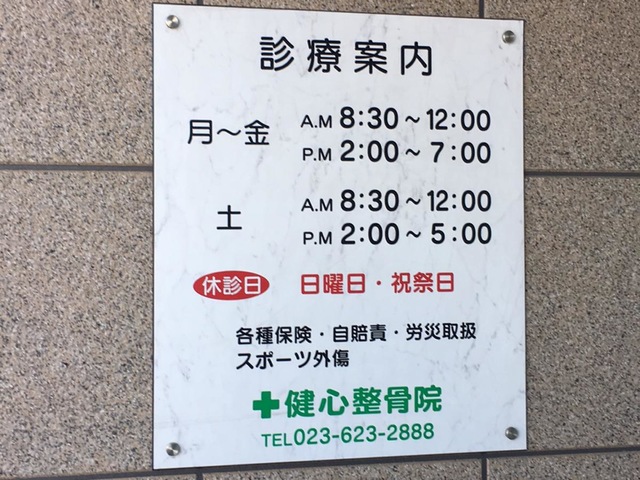 診療案内
月～金 A.M 8:30～12:00
P.M 2:00～7:00
土 A.M 8:30～12:00
P.M 2:00～5:00
休診日 日曜日・祝祭日
各種保険・自賠責・労災取扱
スポーツ外傷
健心整骨院
TEL023-623-2888